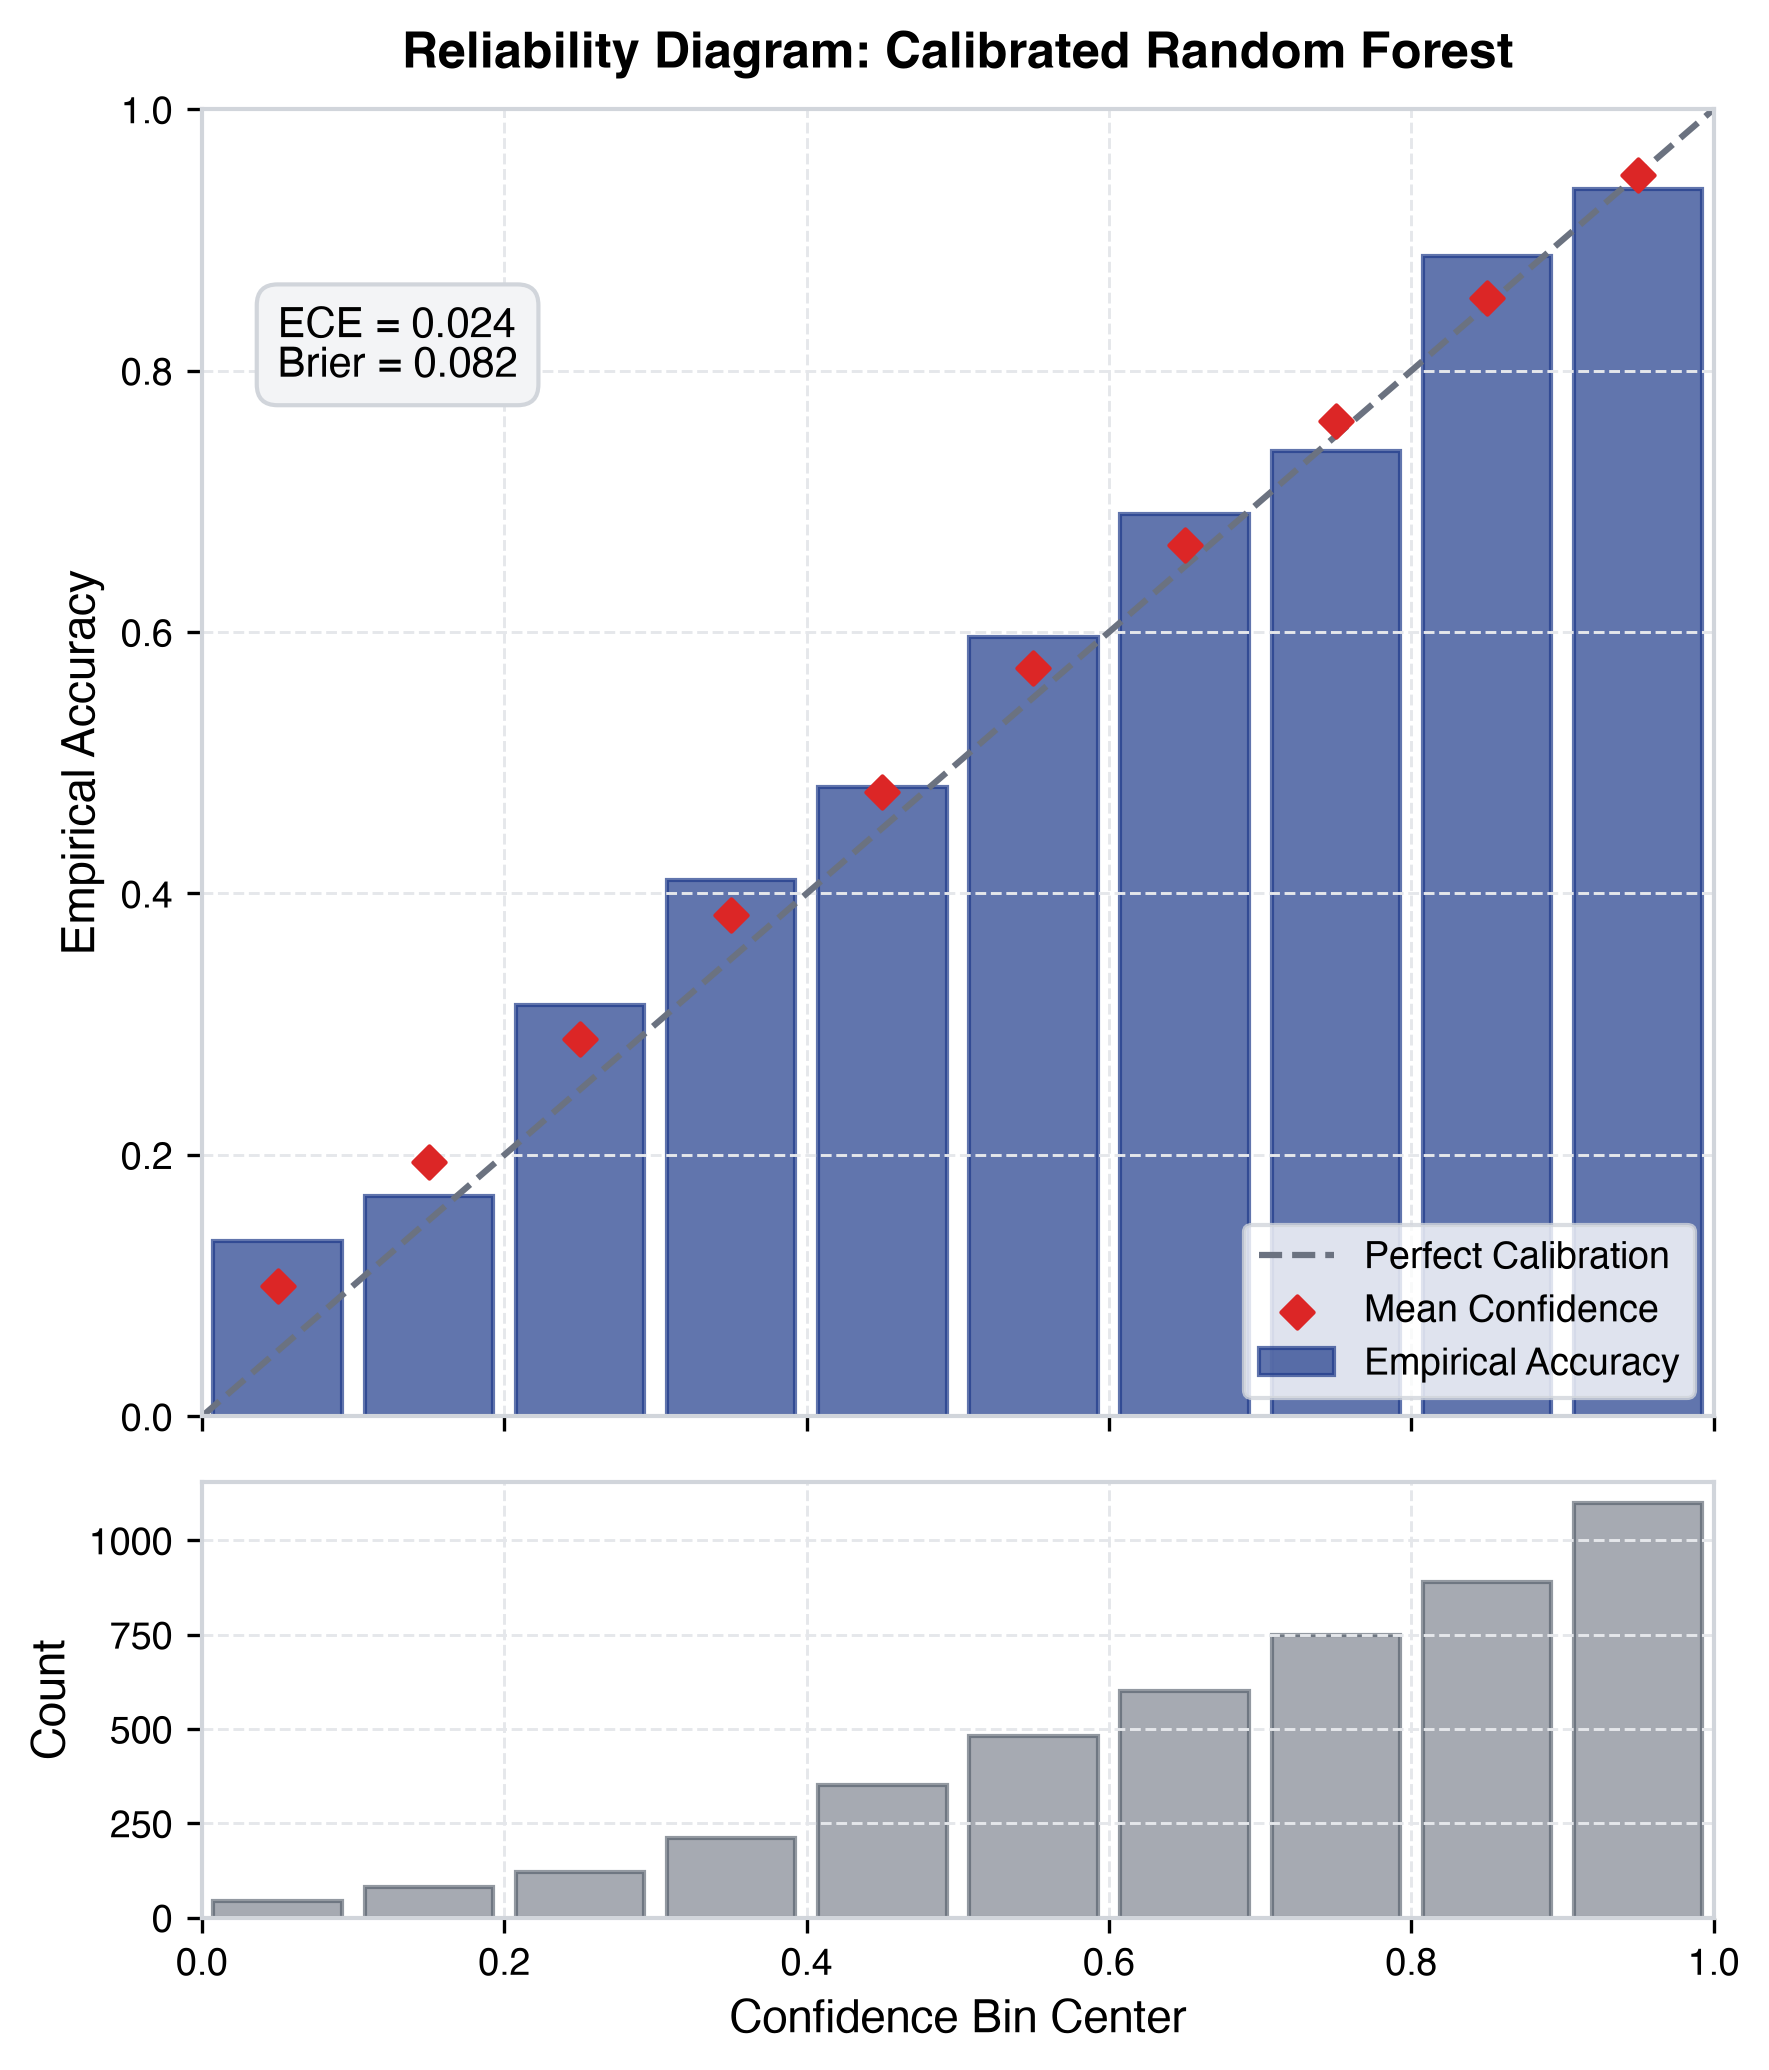 Reliability Diagram: Calibrated Random Forest
1.0
0.8
0.6
0.4
0.2
0.0
Empirical Accuracy
ECE = 0.024
Brier = 0.082
Perfect Calibration
Mean Confidence
Empirical Accuracy
1000
750
500
250
0
Count
0.0 0.2 0.4 0.6 0.8 1.0
Confidence Bin Center